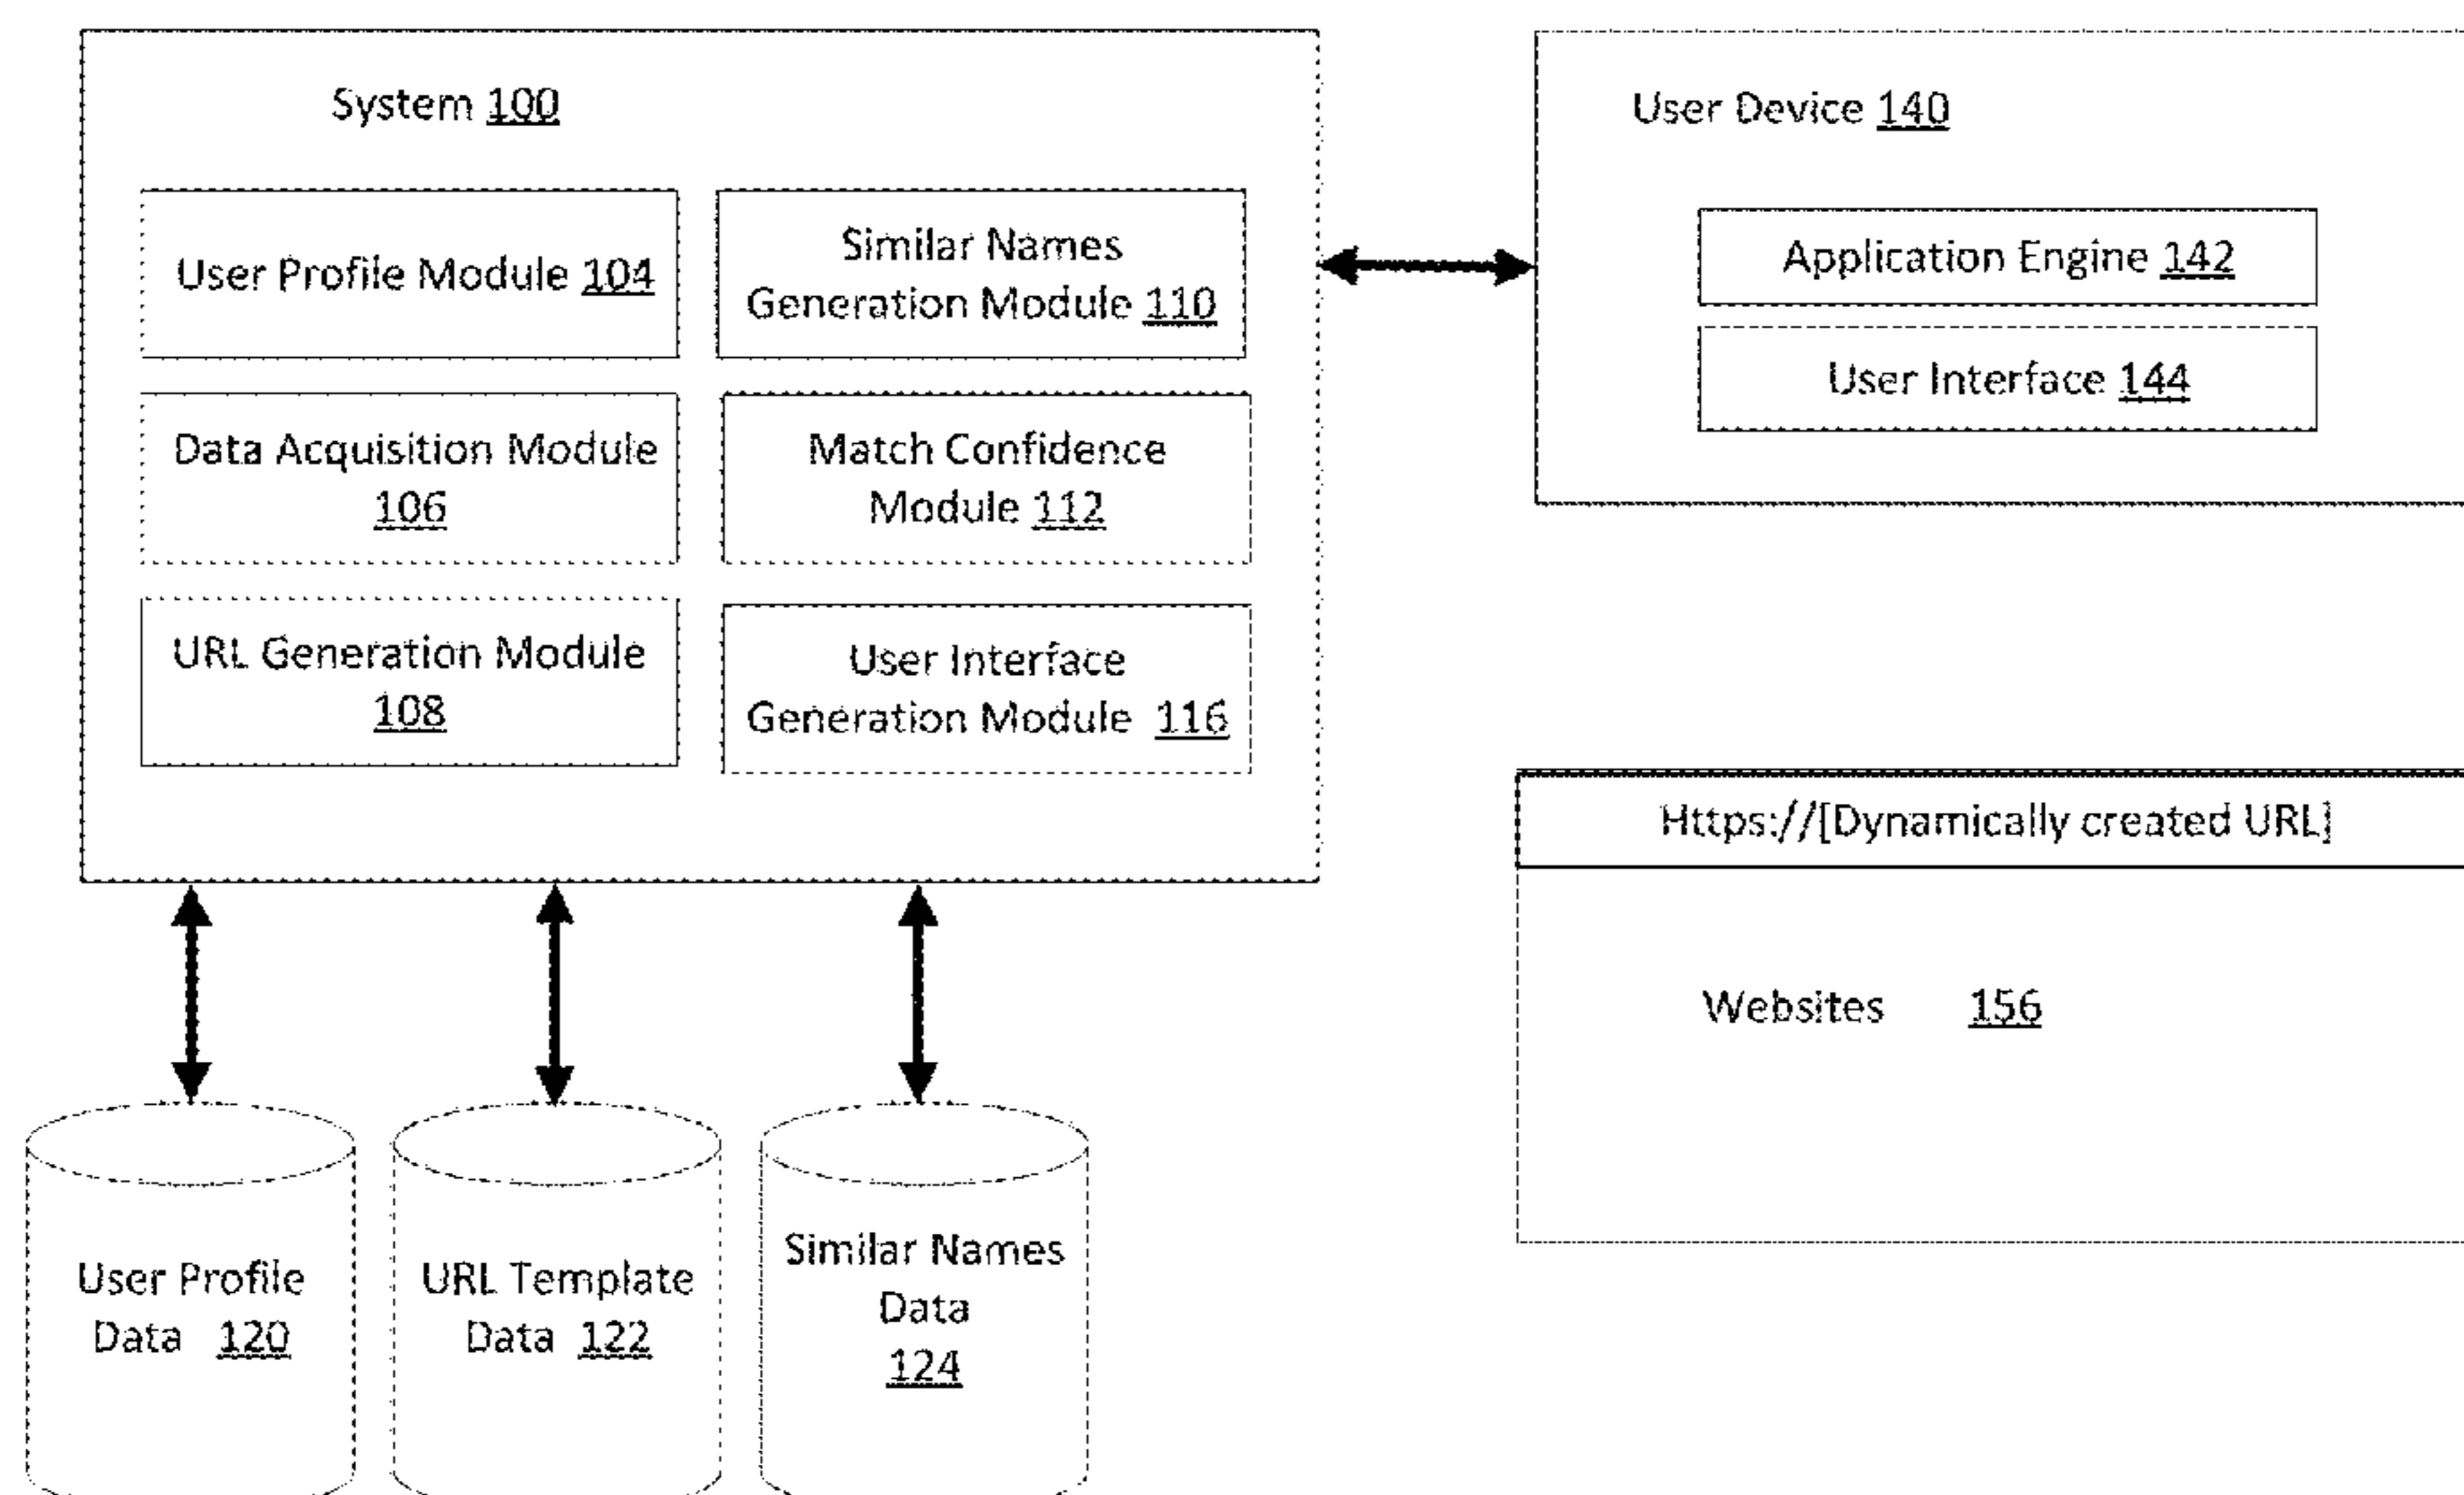 System 100
User Profile Module 104
Similar Names
Generation Module 110
Data Acquisition Module
106
Match Confidence
Module 112
URL Generation Module
108
User Interface
Generation Module 116
User Device 140
Application Engine 142
User Interface 144
Https://[Dynamically created URL]
Websites 156
User Profile
Data 120
URL Template
Data 122
Similar Names
Data
124